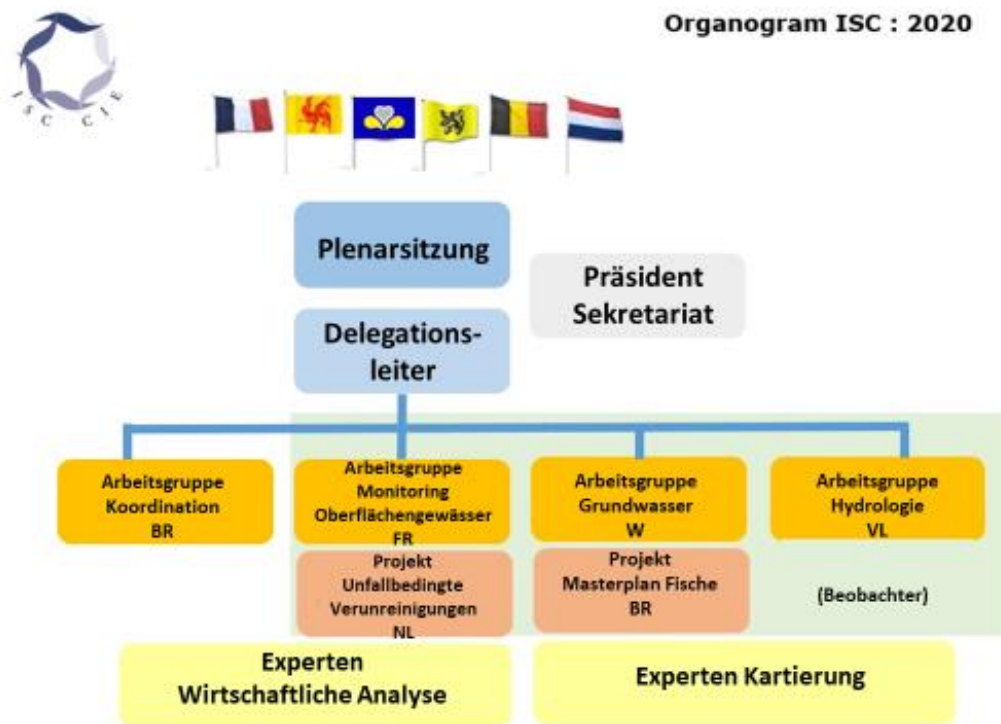 Organogram ISC : 2020
ISC CIE
Plenarsitzung
Präsident
Sekretariat
Delegations-
leiter
Arbeitsgruppe
Koordination
BR
Arbeitsgruppe
Monitoring
Oberflächengewässer
FR
Arbeitsgruppe
Grundwasser
W
Arbeitsgruppe
Hydrologie
VL
Projekt
Unfallbedingte
Verunreinigungen
NL
Projekt
Masterplan Fische
BR
(Beobachter)
Experten
Wirtschaftliche Analyse
Experten Kartierung